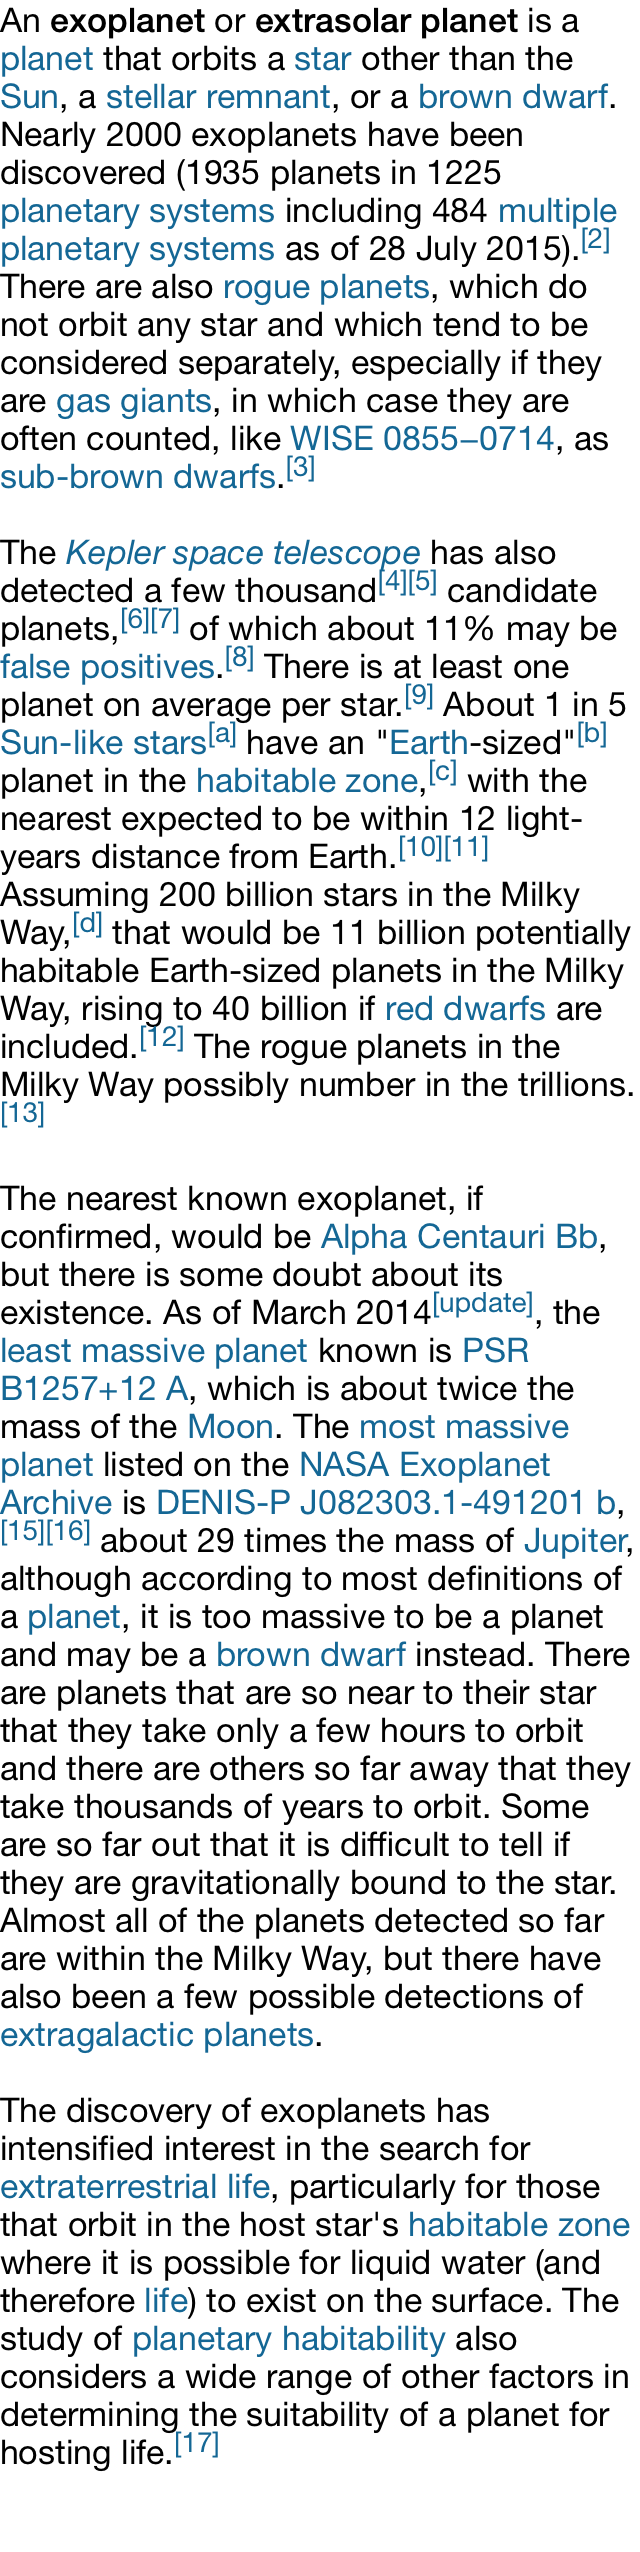 An exoplanet or extrasolar planet is a
planet that orbits a star other than the
Sun, a stellar remnant, or a brown dwarf.
Nearly 2000 exoplanets have been
discovered (1935 planets in 1225
planetary systems including 484 multiple
planetary systems as of 28 July 2015).[2]
There are also rogue planets, which do
not orbit any star and which tend to be
considered separately, especially if they
are gas giants, in which case they are
often counted, like WISE 0855−0714, as
sub-brown dwarfs.[3]
The Kepler space telescope has also
detected a few thousand[4][5] candidate
planets,[6][7] of which about 11% may be
false positives.[8] There is at least one
planet on average per star.[9] About 1 in 5
Sun-like stars[a] have an "Earth-sized"[b]
planet in the habitable zone,[c] with the
nearest expected to be within 12 light-
years distance from Earth.[10][11]
Assuming 200 billion stars in the Milky
Way,[d] that would be 11 billion potentially
habitable Earth-sized planets in the Milky
Way, rising to 40 billion if red dwarfs are
included.[12] The rogue planets in the
Milky Way possibly number in the trillions.
[13]
The nearest known exoplanet, if
confirmed, would be Alpha Centauri Bb,
but there is some doubt about its
existence. As of March 2014[update], the
least massive planet known is PSR
B1257+12 A, which is about twice the
mass of the Moon. The most massive
planet listed on the NASA Exoplanet
Archive is DENIS-P J082303.1-491201 b,
[15][16] about 29 times the mass of Jupiter,
although according to most definitions of
a planet, it is too massive to be a planet
and may be a brown dwarf instead. There
are planets that are so near to their star
that they take only a few hours to orbit
and there are others so far away that they
take thousands of years to orbit. Some
are so far out that it is difficult to tell if
they are gravitationally bound to the star.
Almost all of the planets detected so far
are within the Milky Way, but there have
also been a few possible detections of
extragalactic planets.
The discovery of exoplanets has
intensified interest in the search for
extraterrestrial life, particularly for those
that orbit in the host star's habitable zone
where it is possible for liquid water (and
therefore life) to exist on the surface. The
study of planetary habitability also
considers a wide range of other factors in
determining the suitability of a planet for
hosting life.[17]